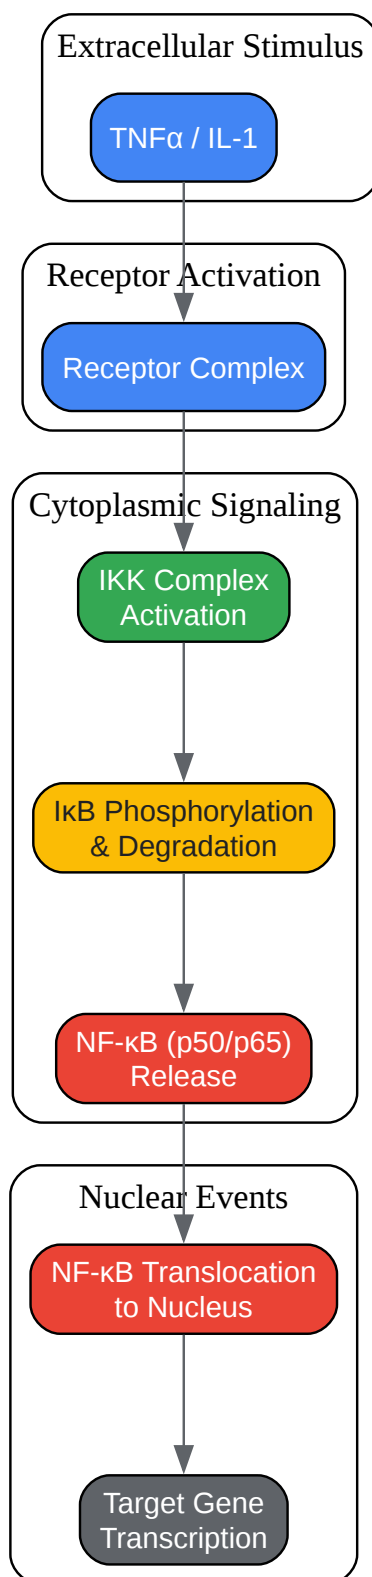 Extracellular Stimulus
TNFα / IL-1
Receptor Activation
Receptor Complex
Cytoplasmic Signaling
IKK Complex
Activation
IκB Phosphorylation
& Degradation
NF-κB (p50/p65)
Release
Nuclear Events
NF-κB Translocation
to Nucleus
Target Gene
Transcription